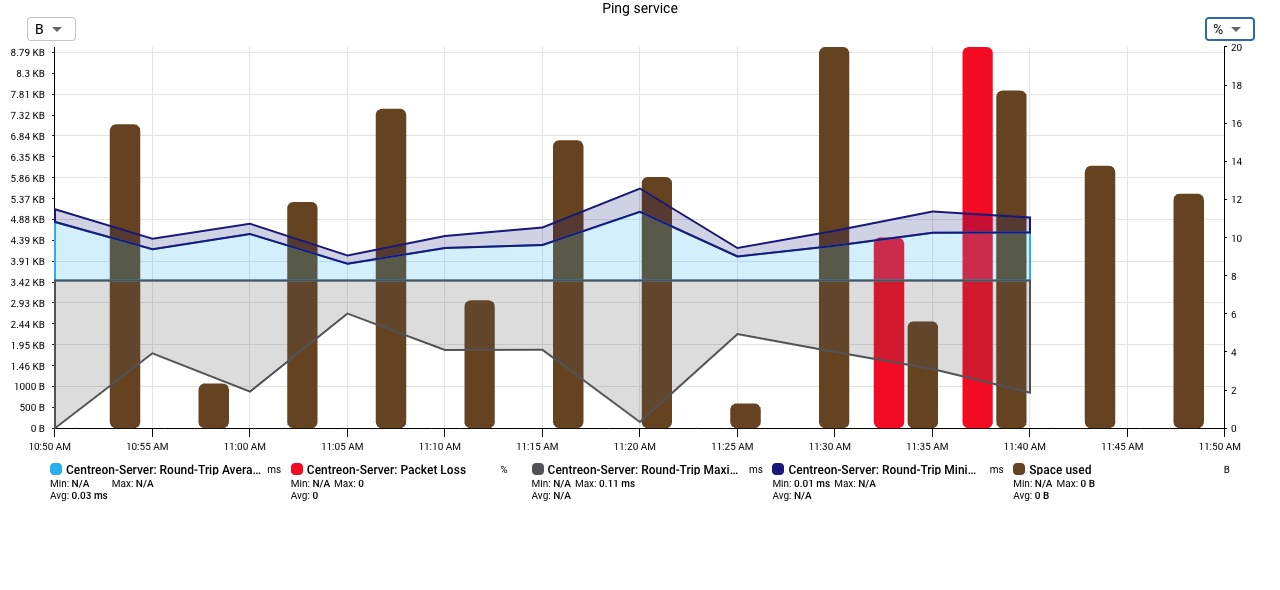 Ping service
B
%
8.79 KB
8.3 KB
7.81 KB
7.32 KB
6.84 KB
6.35 KB
5.86 KB
5.37 KB
4.88 KB
4.39 KB
3.91 KB
3.42 KB
2.93 KB
2.44 KB
1.95 KB
1.46 KB
1000 B
500 B
0 B
20
18
16
14
12
10
8
6
4
2
0
10:50 AM 10:55 AM 11:00 AM 11:05 AM 11:10 AM 11:15 AM 11:20 AM 11:25 AM 11:30 AM 11:35 AM 11:40 AM 11:45 AM 11:50 AM
Centreon-Server: Round-Trip Avera... ms
Min: N/A Max: N/A
Avg: 0.03 ms
Centreon-Server: Packet Loss %
Min: N/A Max: 0
Avg: 0
Centreon-Server: Round-Trip Maxi... ms
Min: N/A Max: 0.11 ms
Avg: N/A
Centreon-Server: Round-Trip Mini... ms
Min: 0.01 ms Max: N/A
Avg: N/A
Space used B
Min: N/A Max: 0 B
Avg: 0 B